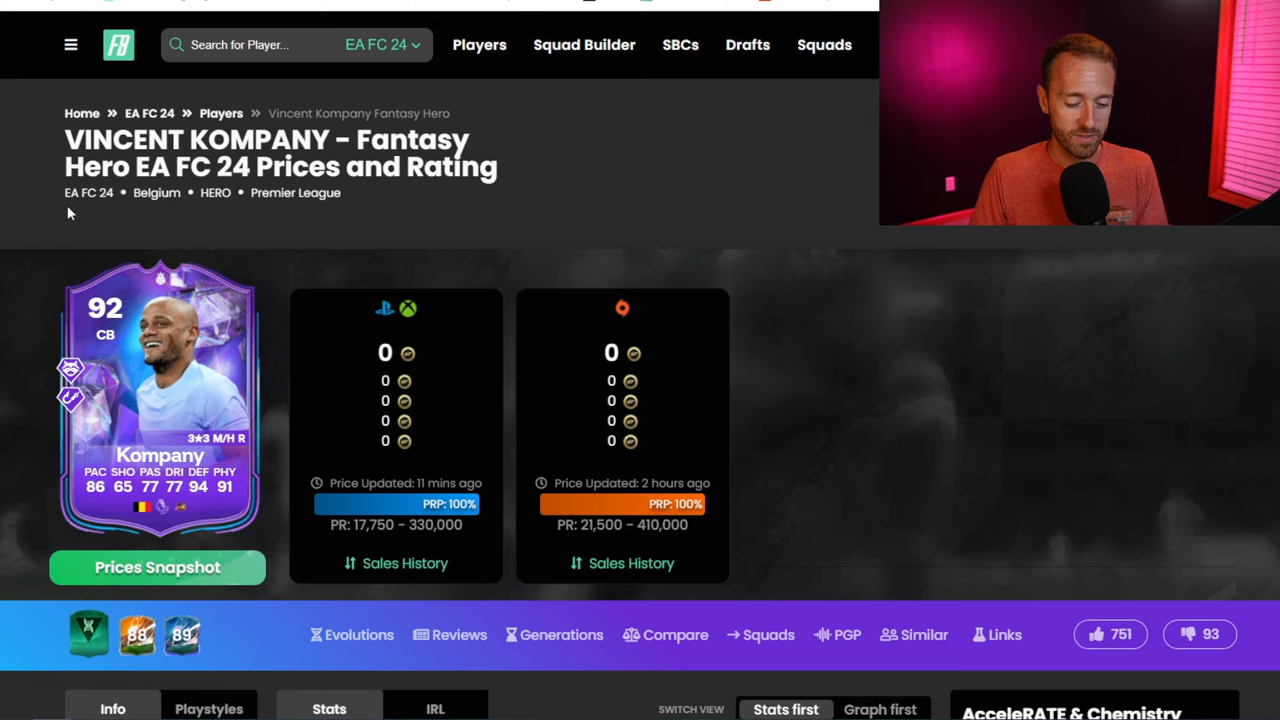 FB
Search for Player...
EA FC 24
Players
Squad Builder
SBCs
Drafts
Squads
Home » EA FC 24 » Players » Vincent Kompany Fantasy Hero
VINCENT KOMPANY - Fantasy
Hero EA FC 24 Prices and Rating
EA FC 24 • Belgium • HERO • Premier League
92
CB
3★3 M/H R
Kompany
PAC SHO PAS DRI DEF PHY
86 65 77 77 94 91
Prices Snapshot
0
0
0
0
0
Price Updated: 11 mins ago
PRP: 100%
PR: 17,750 - 330,000
Sales History
0
0
0
0
0
Price Updated: 2 hours ago
PRP: 100%
PR: 21,500 - 410,000
Sales History
88
89
Evolutions
Reviews
Generations
Compare
Squads
PGP
Similar
Links
751
93
Info
Playstyles
Stats
IRL
SWITCH VIEW
Stats first
Graph first
AcceleRATE & Chemistry